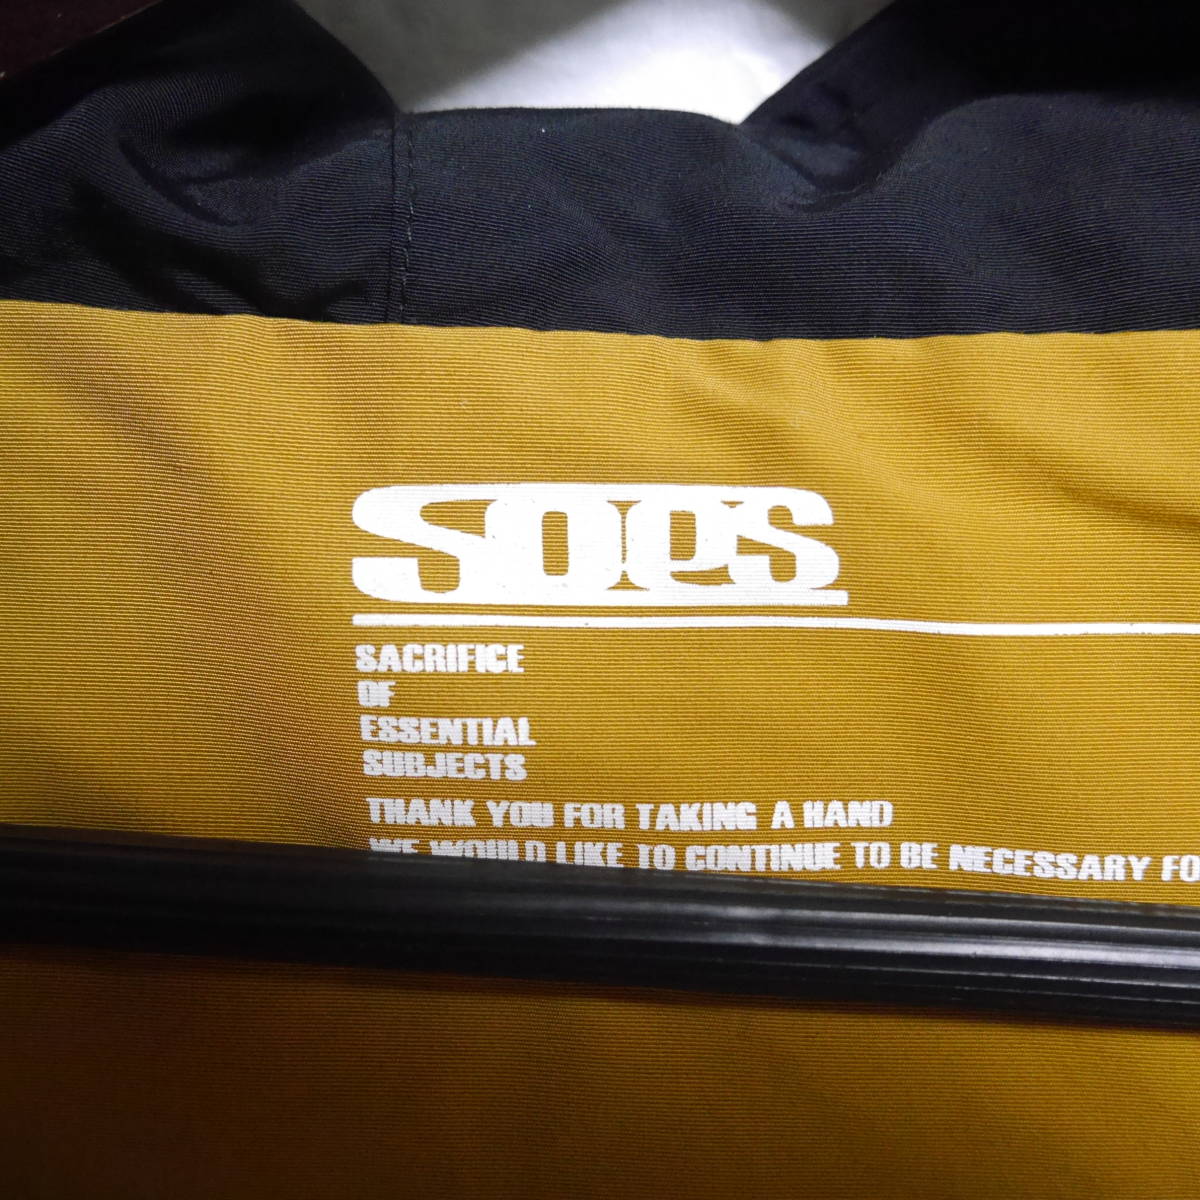 SOES
SACRIFICE
OF
ESSENTIAL
SUBJECTS
THANK YOU FOR TAKING A HAND
WE WOULD LIKE TO CONTINUE TO BE NECESSARY FO